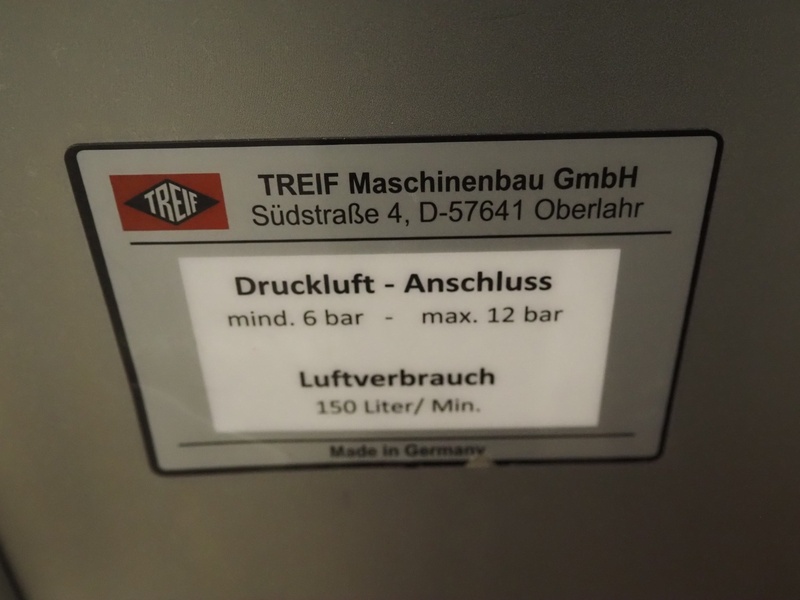 TREIF
TREIF Maschinenbau GmbH
Südstraße 4, D-57641 Oberlahr
Druckluft - Anschluss
mind. 6 bar - max. 12 bar
Luftverbrauch
150 Liter/ Min.
Made in Germany